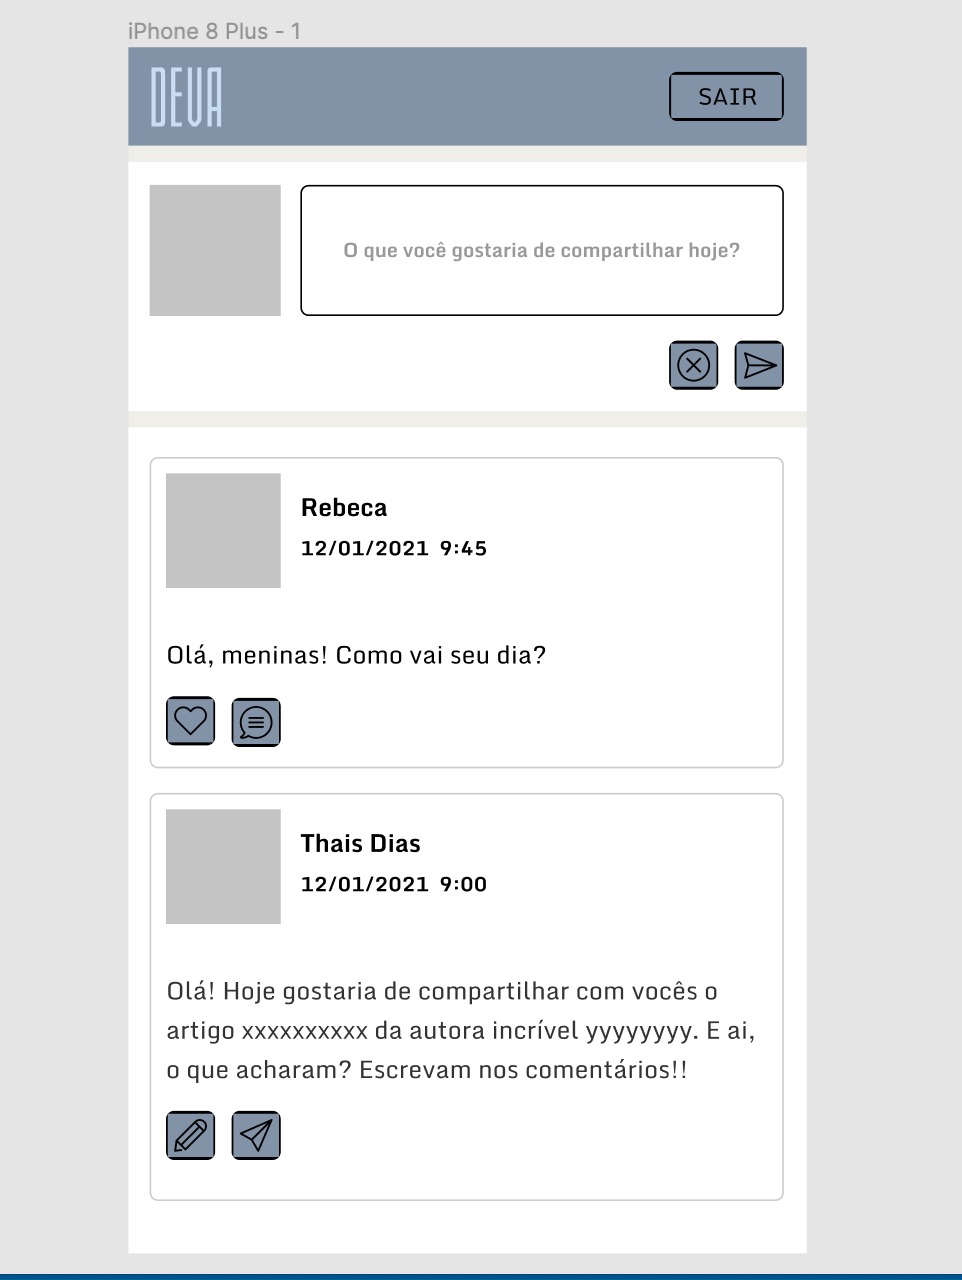 iPhone 8 Plus - 1
DEVA
SAIR
O que você gostaria de compartilhar hoje?
Rebeca
12/01/2021 9:45
Olá, meninas! Como vai seu dia?
Thais Dias
12/01/2021 9:00
Olá! Hoje gostaria de compartilhar com vocês o
artigo xxxxxxxxxx da autora incrível yyyyyyyy. E ai,
o que acharam? Escrevam nos comentários!!